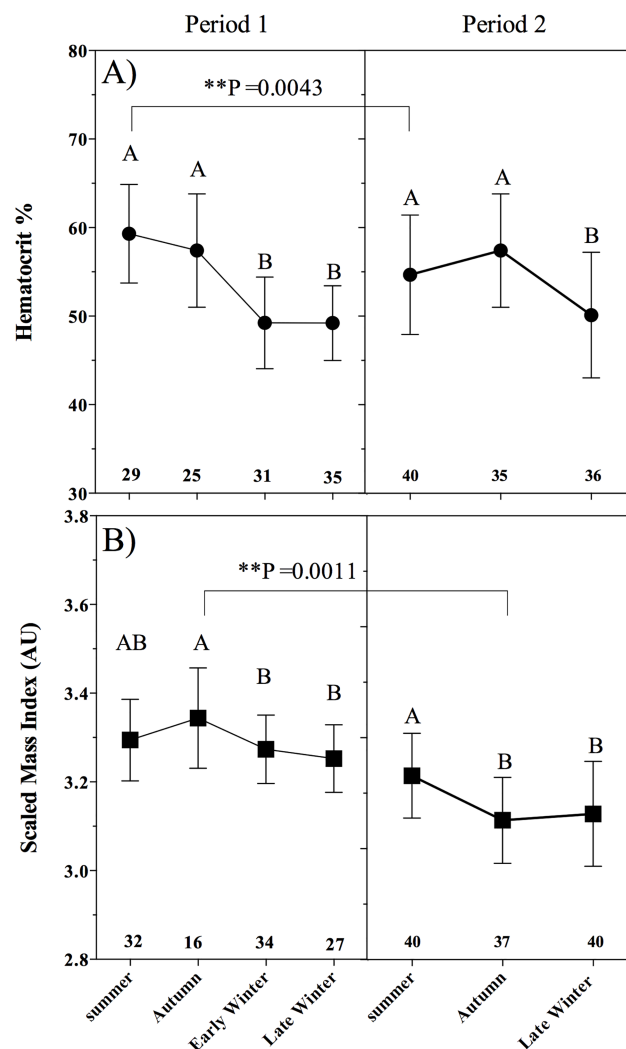 Period 1 Period 2
A)
**P =0.0043
A A B B A A B
80
70
60
50
40
30
Hematocrit %
29 25 31 35 40 35 36
B)
**P =0.0011
AB A B B A B B
3.8
3.6
3.4
3.2
3.0
2.8
Scaled Mass Index (AU)
32 16 34 27 40 37 40
summer Autumn Early Winter Late Winter summer Autumn Late Winter